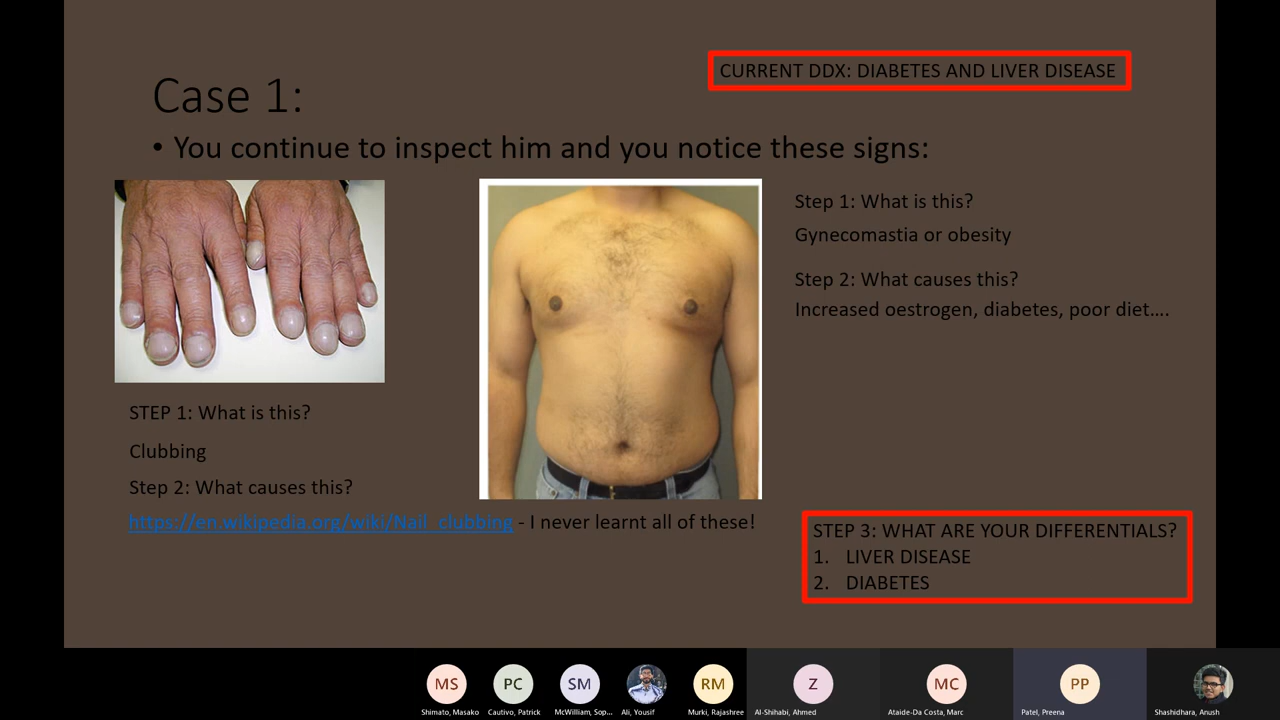 CURRENT DDX: DIABETES AND LIVER DISEASE
Case 1:
• You continue to inspect him and you notice these signs:
Step 1: What is this?
Gynecomastia or obesity
Step 2: What causes this?
Increased oestrogen, diabetes, poor diet....
STEP 1: What is this?
Clubbing
Step 2: What causes this?
https://en.wikipedia.org/wiki/Nail_clubbing - I never learnt all of these!
STEP 3: WHAT ARE YOUR DIFFERENTIALS?
1. LIVER DISEASE
2. DIABETES
MS PC SM RM Z MC PP
Shimato, Masako Cautivo, Patrick McWilliam, Sop... Ali, Yousif Murki, Rajashree Al-Shihabi, Ahmed Ataide-Da Costa, Marc Patel, Preena Shashidhara, Anush